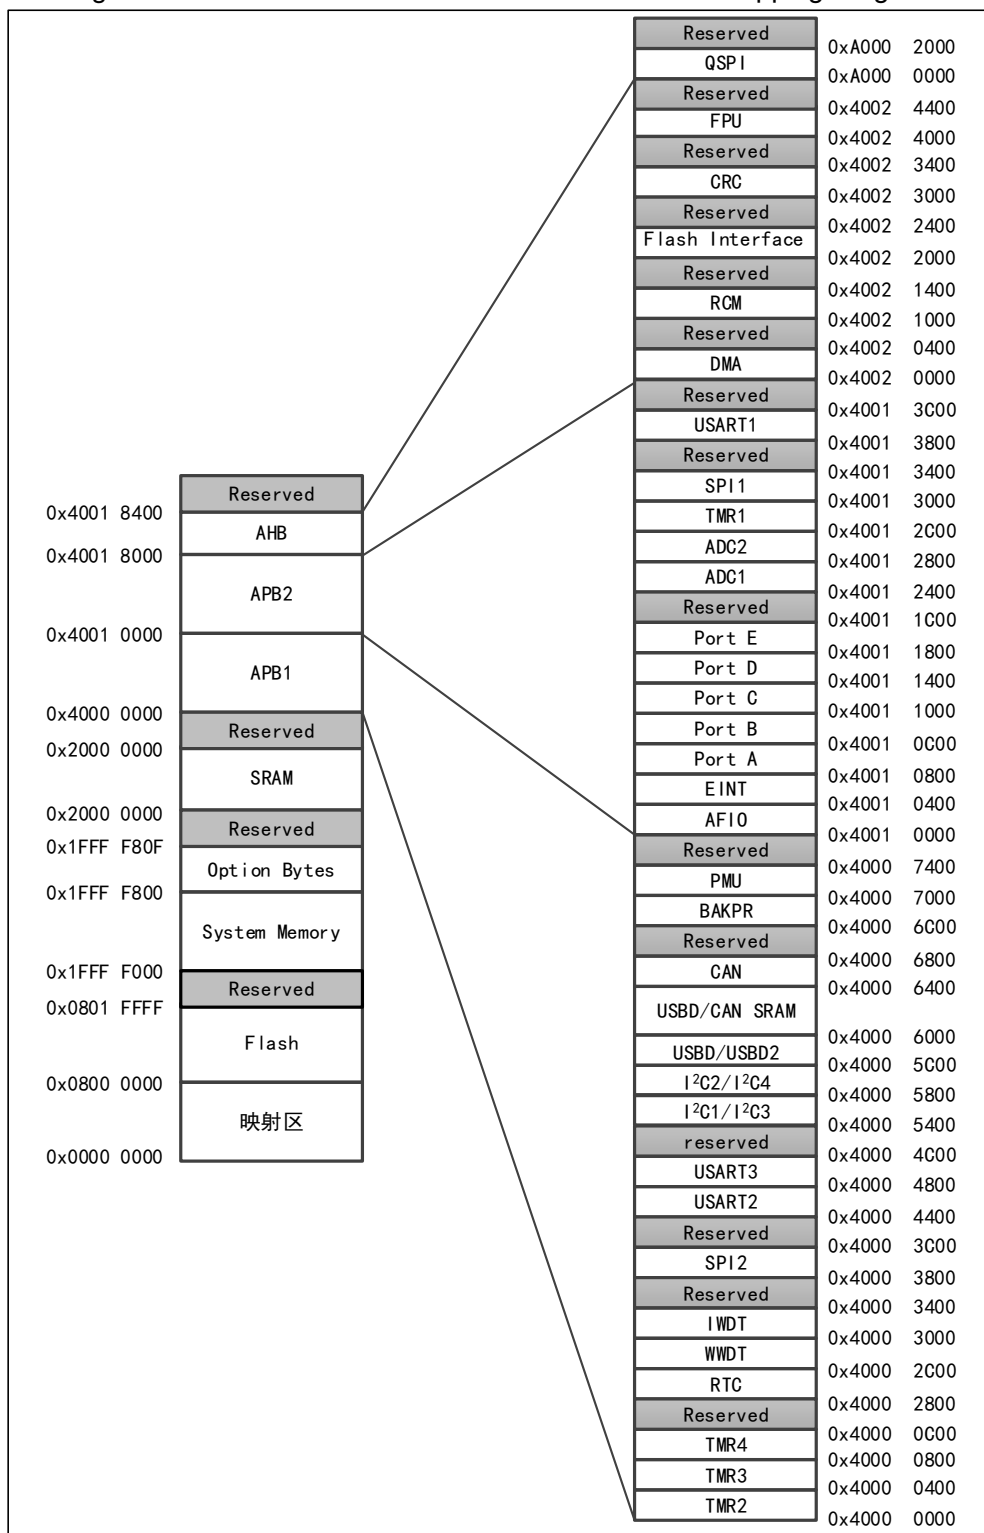 Reserved
0x4001 8400
AHB
0x4001 8000
APB2
0x4001 0000
APB1
0x4000 0000
Reserved
0x2000 0000
SRAM
0x2000 0000
Reserved
0x1FFF F80F
Option Bytes
0x1FFF F800
System Memory
0x1FFF F000
Reserved
0x0801 FFFF
Flash
0x0800 0000
映射区
0x0000 0000
Reserved
0xA000 2000
QSPI
0xA000 0000
Reserved
0x4002 4400
FPU
0x4002 4000
Reserved
0x4002 3400
CRC
0x4002 3000
Reserved
0x4002 2400
Flash Interface
0x4002 2000
Reserved
0x4002 1400
RCM
0x4002 1000
Reserved
0x4002 0400
DMA
0x4002 0000
Reserved
0x4001 3C00
USART1
0x4001 3800
Reserved
0x4001 3400
SPI1
0x4001 3000
TMR1
0x4001 2C00
ADC2
0x4001 2800
ADC1
0x4001 2400
Reserved
0x4001 1C00
Port E
0x4001 1800
Port D
0x4001 1400
Port C
0x4001 1000
Port B
0x4001 0C00
Port A
0x4001 0800
EINT
0x4001 0400
AFIO
0x4001 0000
Reserved
0x4000 7400
PMU
0x4000 7000
BAKPR
0x4000 6C00
Reserved
0x4000 6800
CAN
0x4000 6400
USBD/CAN SRAM
0x4000 6000
USBD/USBD2
0x4000 5C00
I²C2/I²C4
0x4000 5800
I²C1/I²C3
0x4000 5400
reserved
0x4000 4C00
USART3
0x4000 4800
USART2
0x4000 4400
Reserved
0x4000 3C00
SPI2
0x4000 3800
Reserved
0x4000 3400
IWDT
0x4000 3000
WWDT
0x4000 2C00
RTC
0x4000 2800
Reserved
0x4000 0C00
TMR4
0x4000 0800
TMR3
0x4000 0400
TMR2
0x4000 0000